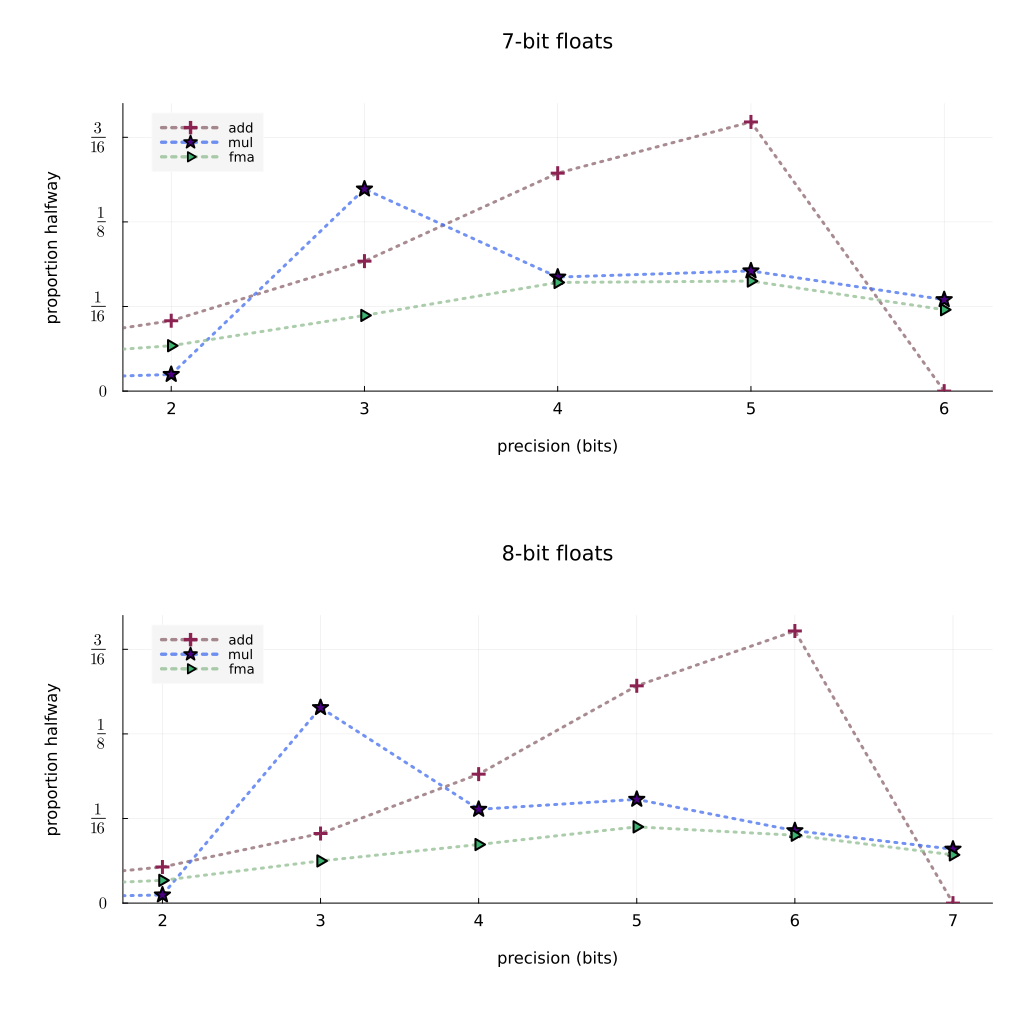 7-bit floats
add
mul
fma
proportion halfway
3/16
1/8
1/16
0
2 3 4 5 6
precision (bits)
8-bit floats
add
mul
fma
proportion halfway
3/16
1/8
1/16
0
2 3 4 5 6 7
precision (bits)